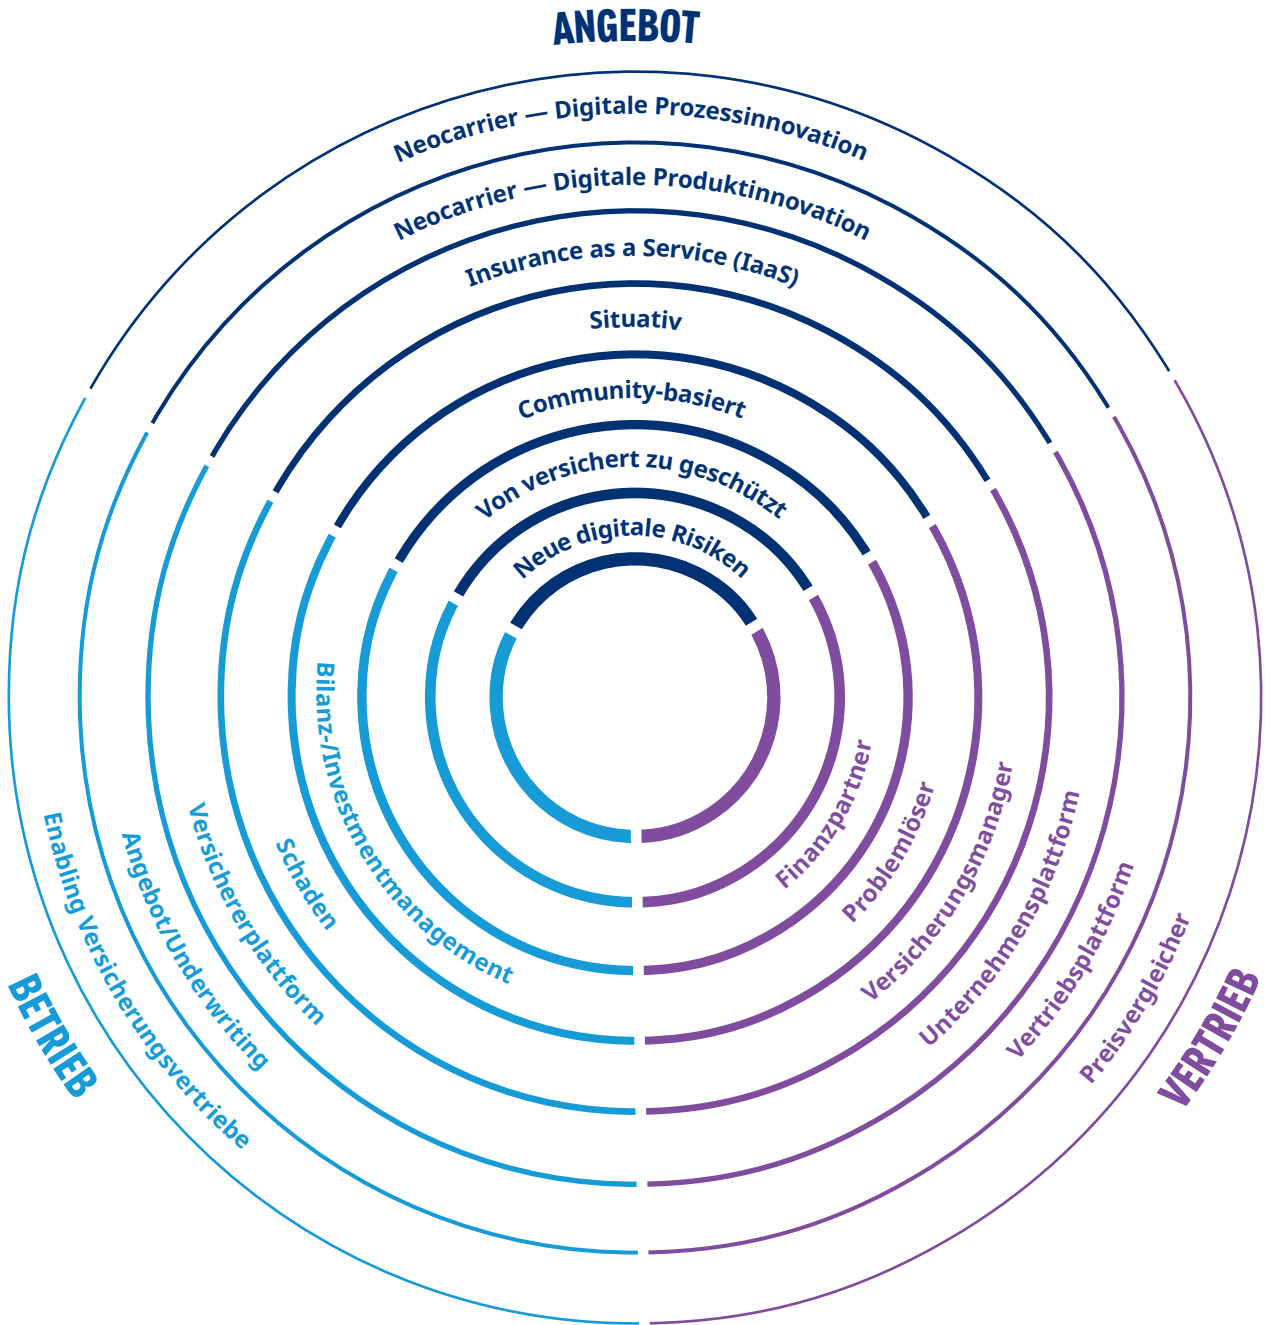 ANGEBOT
Neocarrier — Digitale Prozessinnovation
Neocarrier — Digitale Produktinnovation
Insurance as a Service (IaaS)
Situativ
Community-basiert
Von versichert zu geschützt
Neue digitale Risiken
BETRIEB
Enabling Versicherungsvertriebe
Angebot/Underwriting
Versichererplattform
Schaden
Bilanz-/Investmentmanagement
Finanzpartner
Problemlöser
Versicherungsmanager
Unternehmensplattform
Vertriebsplattform
Preisvergleicher
VERTRIEB